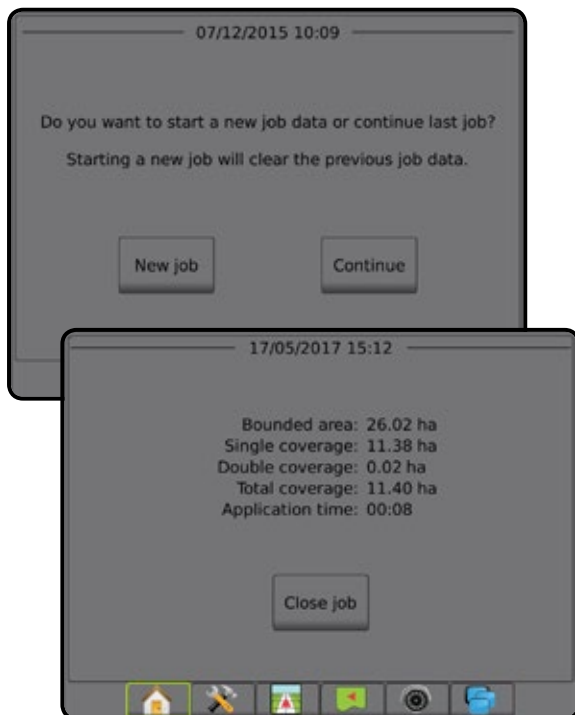 07/12/2015 10:09
Do you want to start a new job data or continue last job?
Starting a new job will clear the previous job data.
New job Continue
17/05/2017 15:12
Bounded area: 26.02 ha
Single coverage: 11.38 ha
Double coverage: 0.02 ha
Total coverage: 11.40 ha
Application time: 00:08
Close job